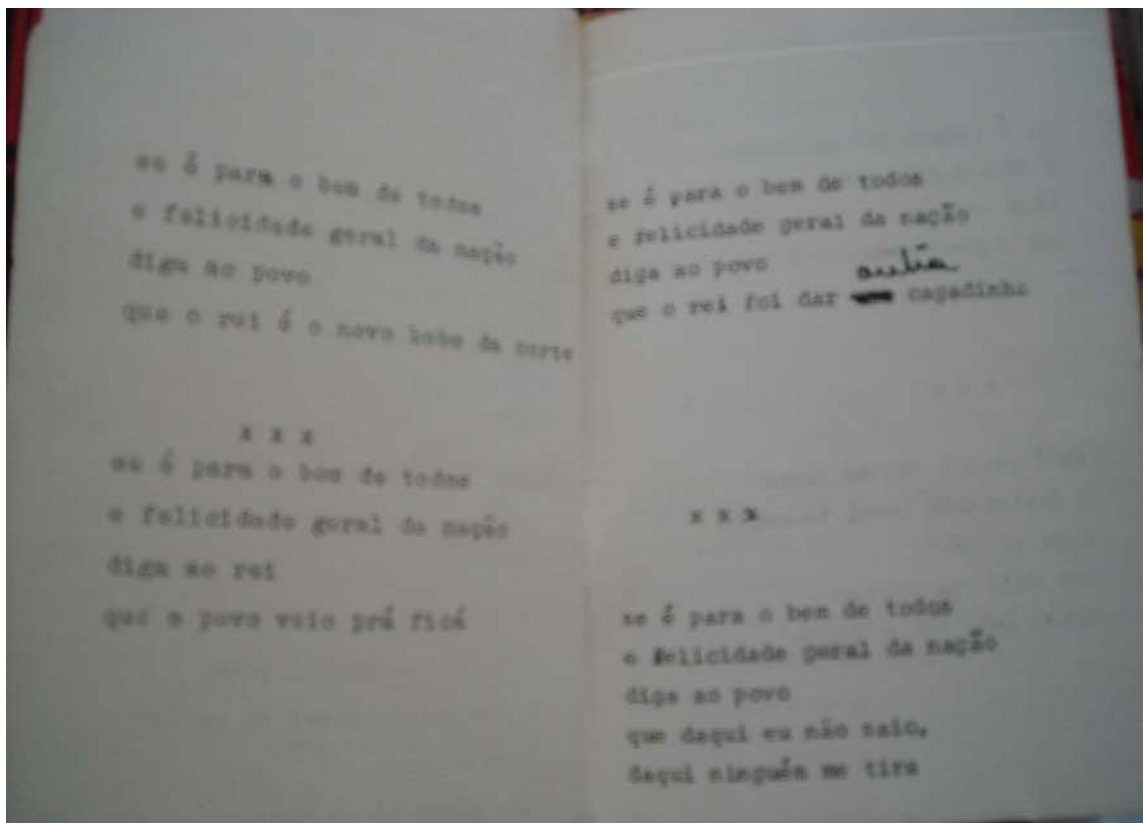 se é para o bem de todos
e felicidade geral da nação
diga ao povo
que o rei é o novo bobo da corte
x x x
se é para o bem de todos
e felicidade geral da nação
diga ao rei
que o povo veio prá ficá
se é para o bem de todos
e felicidade geral da nação
diga ao povo
que o rei foi dar cagadinha
x x x
se é para o bem de todos
e felicidade geral da nação
diga ao povo
que daqui eu não saio,
daqui ninguém me tira